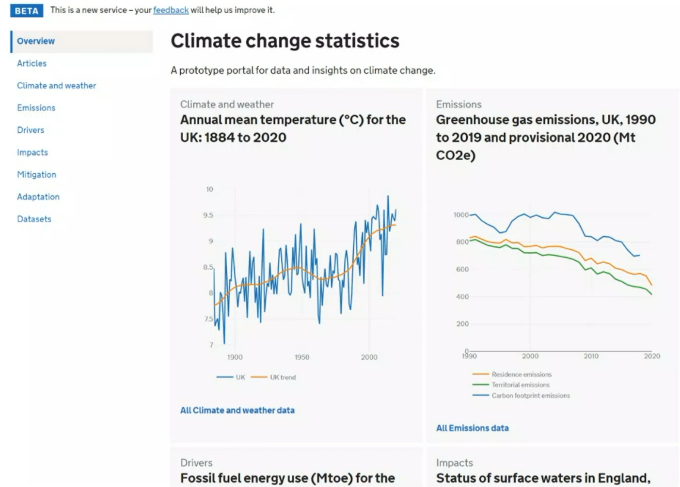 BETA This is a new service – your feedback will help us improve it.
Overview
Articles
Climate and weather
Emissions
Drivers
Impacts
Mitigation
Adaptation
Datasets
Climate change statistics
A prototype portal for data and insights on climate change.
Climate and weather
Annual mean temperature (°C) for the
UK: 1884 to 2020
10
9.5
9
8.5
8
7.5
7
1900
1950
2000
UK
UK trend
All Climate and weather data
Emissions
Greenhouse gas emissions, UK, 1990
to 2019 and provisional 2020 (Mt
CO2e)
1000
800
600
400
200
0
1990
2000
2010
2020
Residence emissions
Territorial emissions
Carbon footprint emissions
All Emissions data
Drivers
Fossil fuel energy use (Mtoe) for the
Impacts
Status of surface waters in England,